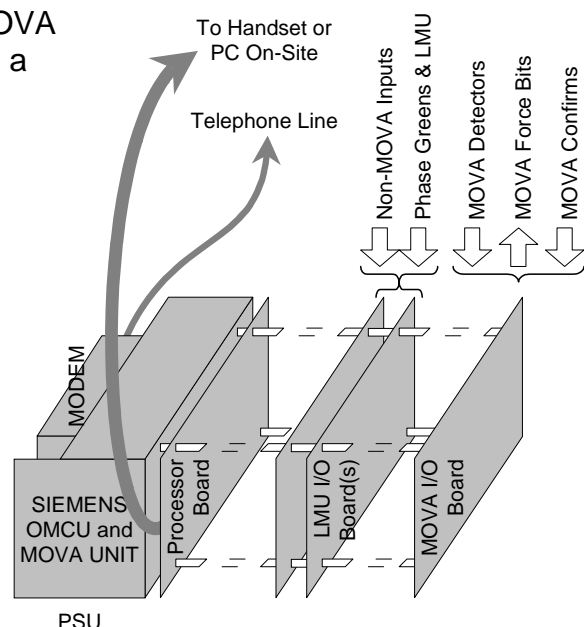 OVA
a
To Handset or
PC On-Site
Telephone Line
Non-MOVA Inputs
Phase Greens & LMU
MOVA Detectors
MOVA Force Bits
MOVA Confirms
MODEM
SIEMENS
OMCU and
MOVA UNIT
Processor
Board
LMU I/O
Board(s)
MOVA I/O
Board
PSU